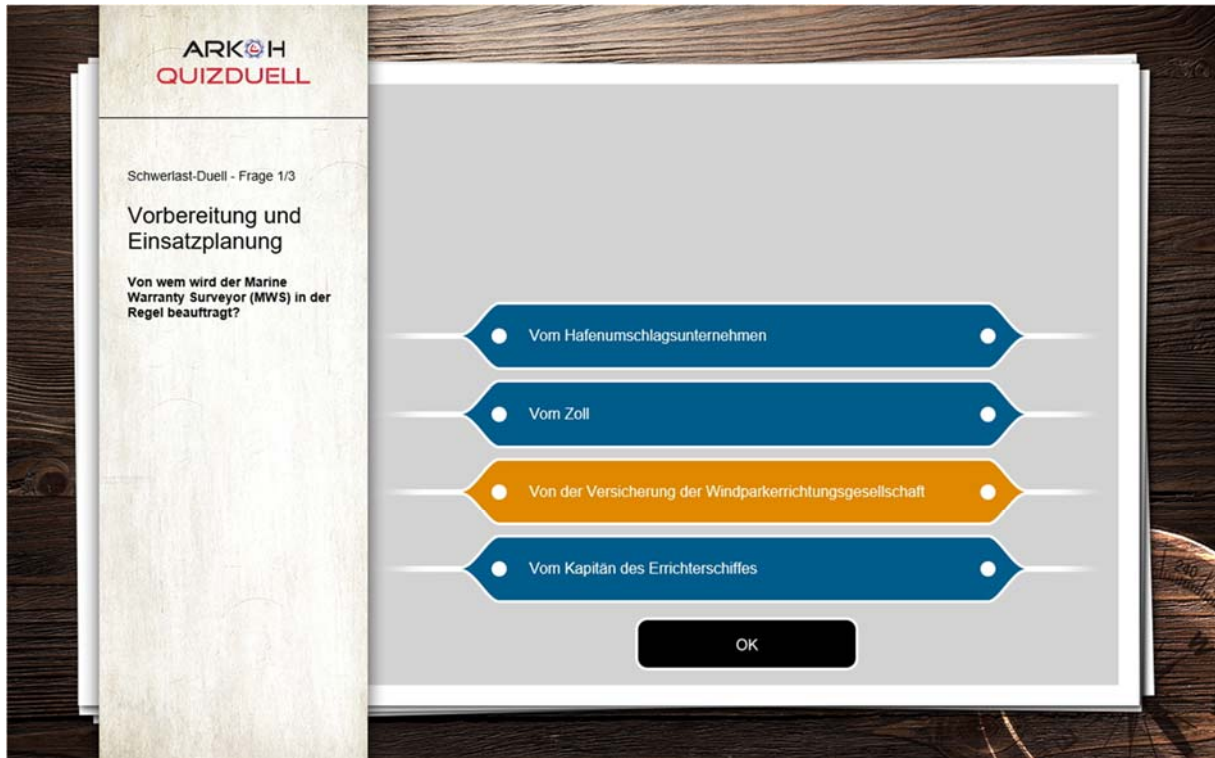 ARKOH
QUIZDUELL
Schwerlast-Duell - Frage 1/3
Vorbereitung und
Einsatzplanung
Von wem wird der Marine
Warranty Surveyor (MWS) in der
Regel beauftragt?
Vom Hafenumschlagsunternehmen
Vom Zoll
Von der Versicherung der Windparkerrichtungsgesellschaft
Vom Kapitän des Errichterschiffes
OK
240